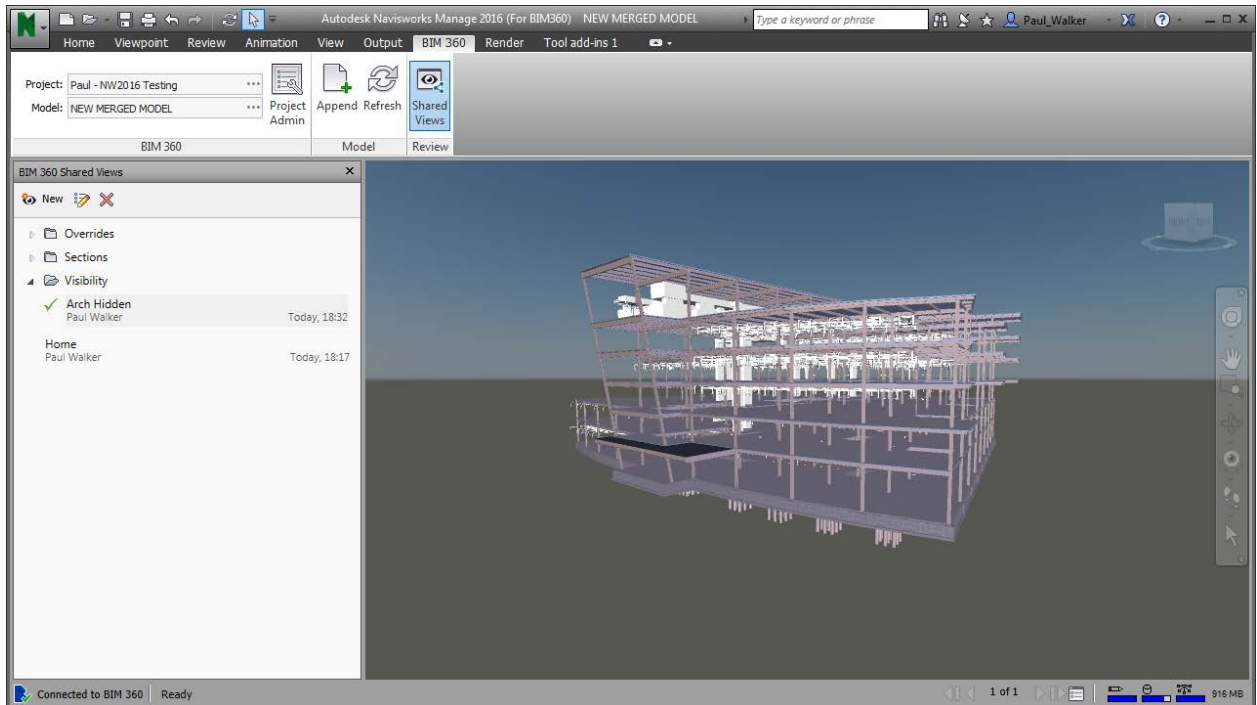 Autodesk Navisworks Manage 2016 (For BIM360) NEW MERGED MODEL
Type a keyword or phrase
Paul_Walker
Home Viewpoint Review Animation View Output BIM 360 Render Tool add-ins 1
Project: Paul - NW2016 Testing
Model: NEW MERGED MODEL
Project Admin
Append
Refresh
Shared Views
BIM 360
Model
Review
BIM 360 Shared Views
New
Overrides
Sections
Visibility
Arch Hidden
Paul Walker Today, 18:32
Home
Paul Walker Today, 18:17
Connected to BIM 360 Ready
1 of 1
916 MB